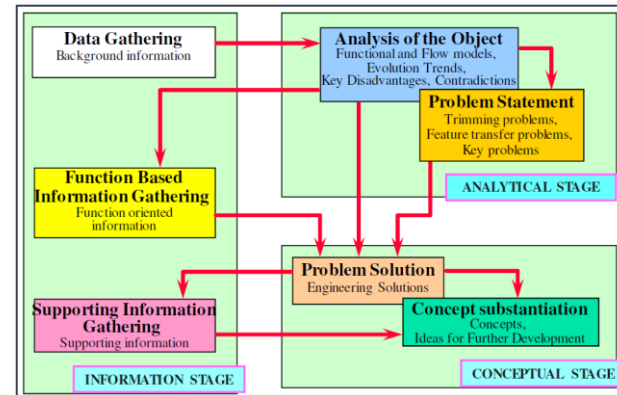 Data Gathering
Background information
Analysis of the Object
Functional and Flow models,
Evolution Trends,
Key Disadvantages, Contradictions
Problem Statement
Trimming problems,
Feature transfer problems,
Key problems
ANALYTICAL STAGE
Function Based
Information Gathering
Function oriented
information
Problem Solution
Engineering Solutions
Supporting Information
Gathering
Supporting information
Concept substantiation
Concepts,
Ideas for Further Development
INFORMATION STAGE
CONCEPTUAL STAGE